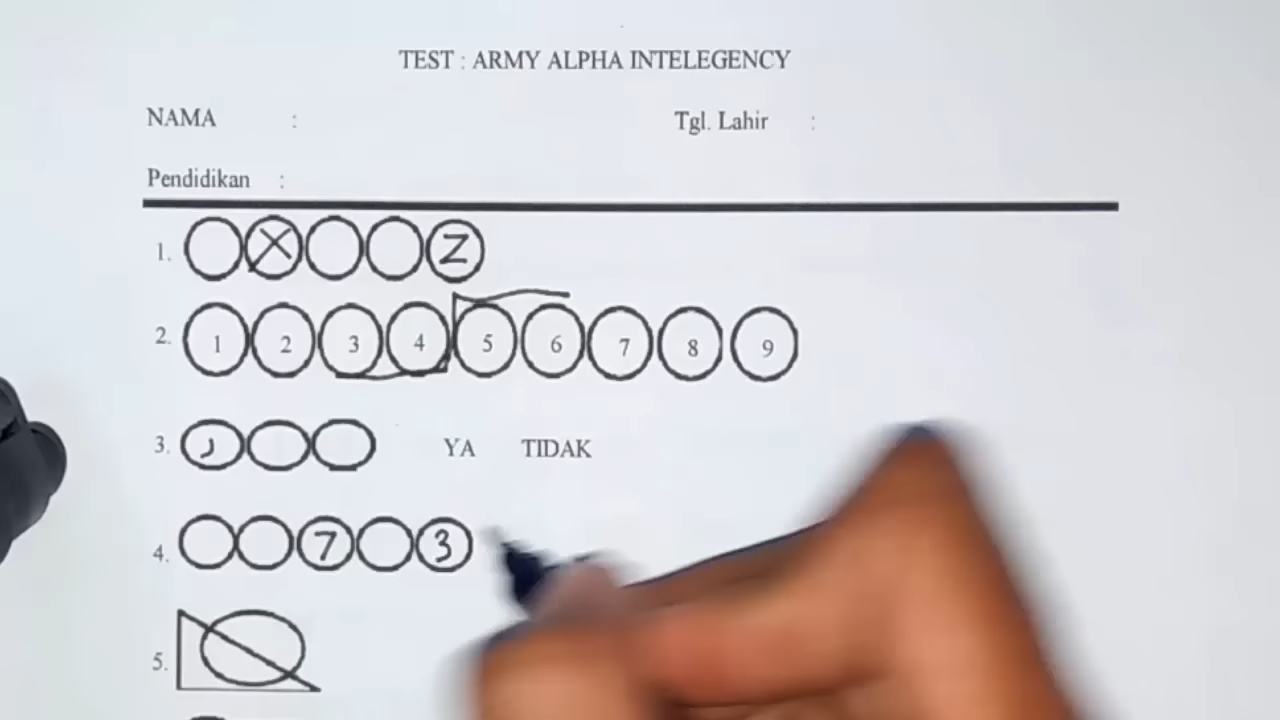 TEST : ARMY ALPHA INTELEGENCY
NAMA :
Tgl. Lahir :
Pendidikan :
1. X Z
2. 1 2 3 4 5 6 7 8 9
3. YA TIDAK
4. 7 3
5.